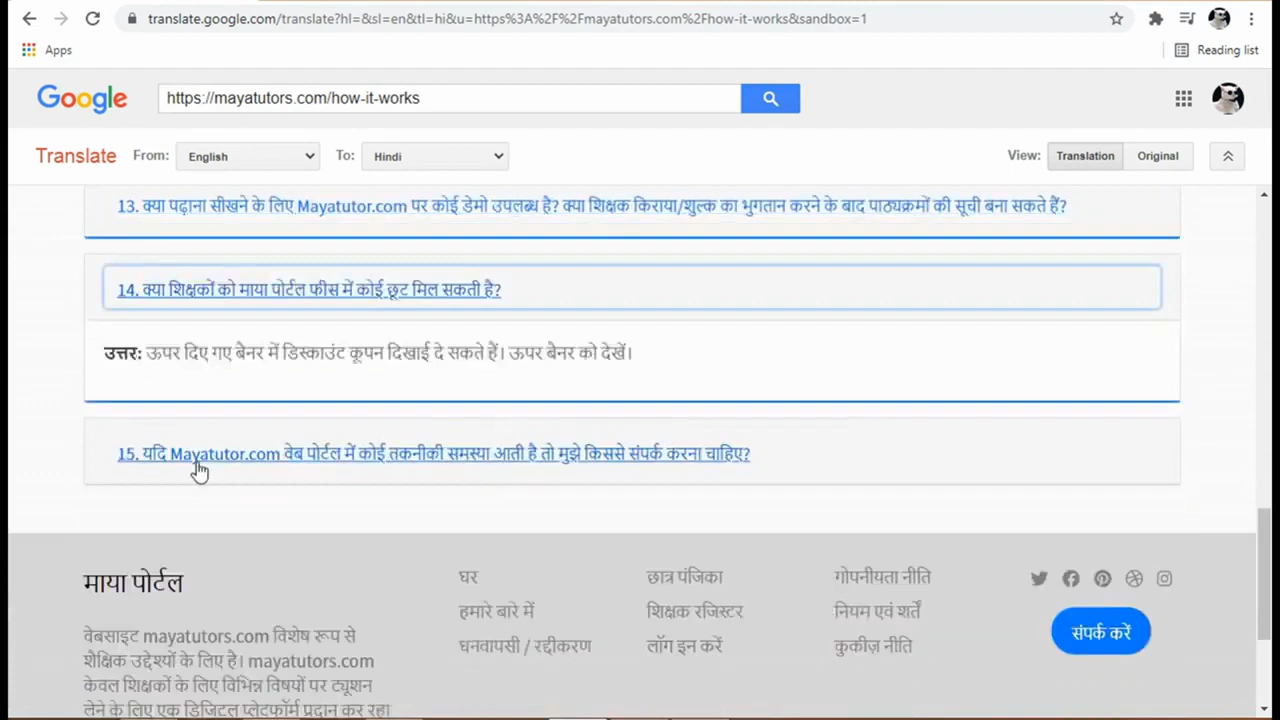 translate.google.com/translate?hl=&sl=en&tl=hi&u=https%3A%2F%2Fmayatutors.com%2Fhow-it-works&sandbox=1
Apps
Reading list
Google
https://mayatutors.com/how-it-works
Translate From: English To: Hindi View: Translation Original
13. क्या पढ़ाना सीखने के लिए Mayatutor.com पर कोई डेमो उपलब्ध है? क्या शिक्षक किराया/शुल्क का भुगतान करने के बाद पाठ्यक्रमों की सूची बना सकते हैं?
14. क्या शिक्षकों को माया पोर्टल फीस में कोई छूट मिल सकती है?
उत्तर: ऊपर दिए गए बैनर में डिस्काउंट कूपन दिखाई दे सकते हैं। ऊपर बैनर को देखें।
15. यदि Mayatutor.com वेब पोर्टल में कोई तकनीकी समस्या आती है तो मुझे किससे संपर्क करना चाहिए?
माया पोर्टल
वेबसाइट mayatutors.com विशेष रूप से
शैक्षिक उद्देश्यों के लिए है। mayatutors.com
केवल शिक्षकों के लिए विभिन्न विषयों पर ट्यूशन
लेने के लिए एक डिजिटल प्लेटफॉर्म प्रदान कर रहा
घर
हमारे बारे में
धनवापसी / रद्दीकरण
छात्र पंजिका
शिक्षक रजिस्टर
लॉग इन करें
गोपनीयता नीति
नियम एवं शर्तें
कुकीज़ नीति
संपर्क करें